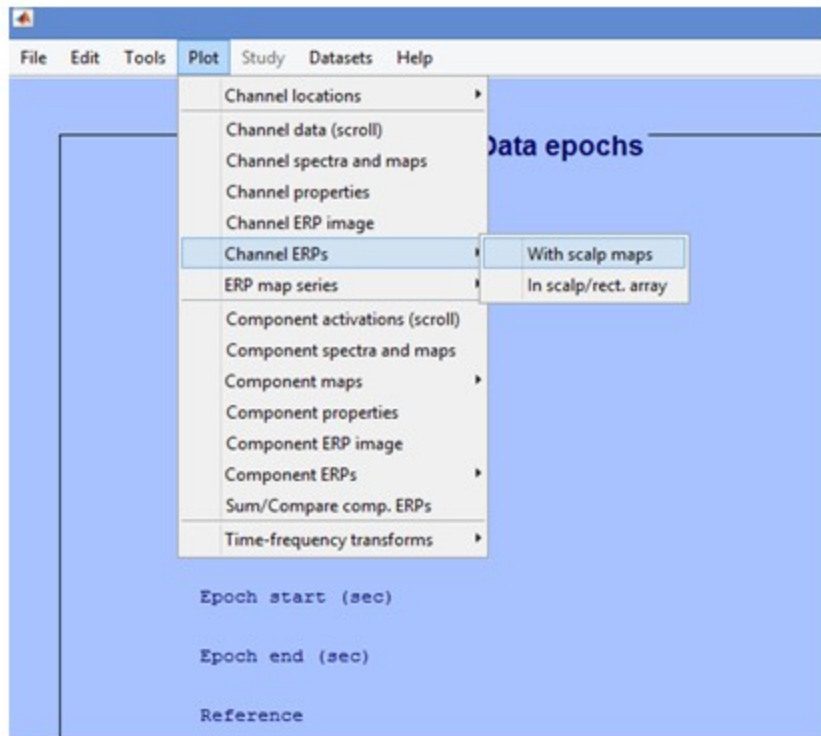 File Edit Tools Plot Study Datasets Help
Channel locations
Channel data (scroll)
Data epochs
Channel spectra and maps
Channel properties
Channel ERP image
Channel ERPs
With scalp maps
ERP map series
In scalp/rect. array
Component activations (scroll)
Component spectra and maps
Component maps
Component properties
Component ERP image
Component ERPs
Sum/Compare comp. ERPs
Time-frequency transforms
Epoch start (sec)
Epoch end (sec)
Reference